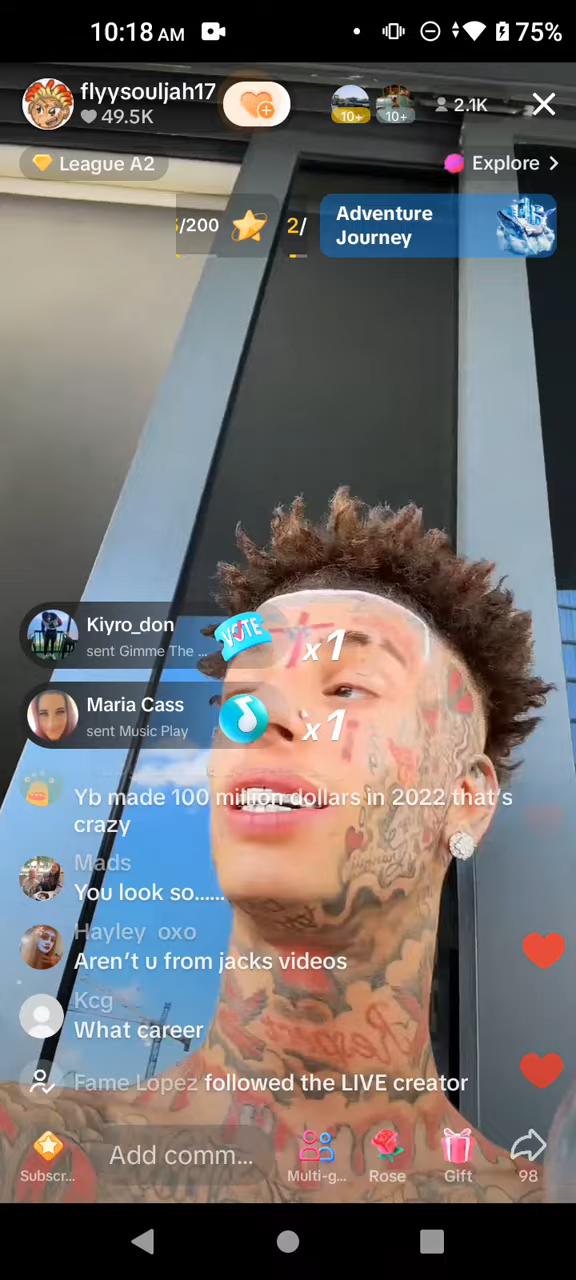 10:18 AM
75%
flyysouljah17
49.5K
10+
10+
2.1K
League A2
Explore >
/200
2/
Adventure
Journey
Kiyro_don
sent Gimme The ...
VOTE
x1
Maria Cass
sent Music Play
x1
Yb made 100 million dollars in 2022 that's
crazy
Mads
You look so......
Hayley oxo
Aren't u from jacks videos
Kcg
What career
Fame Lopez followed the LIVE creator
Subscr...
Add comm...
Multi-g...
Rose
Gift
98